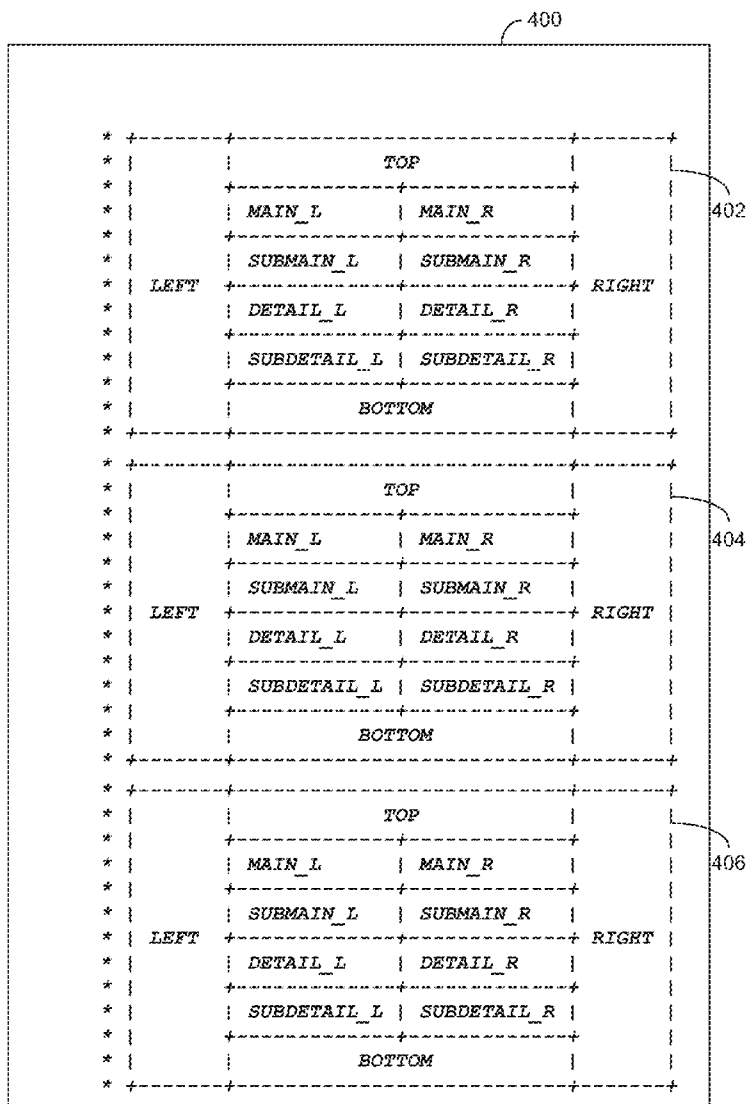 400
* +------+---------------------+------+
* | | TOP | |
* | +----------+----------+ |
* | | MAIN_L | MAIN_R | | 402
* | +----------+----------+ |
* | | SUBMAIN_L | SUBMAIN_R | |
* | LEFT +----------+----------+ RIGHT |
* | | DETAIL_L | DETAIL_R | |
* | +----------+----------+ |
* | | SUBDETAIL_L | SUBDETAIL_R | |
* | +----------+----------+ |
* | | BOTTOM | |
* +------+---------------------+------+
* +------+---------------------+------+
* | | TOP | |
* | +----------+----------+ |
* | | MAIN_L | MAIN_R | | 404
* | +----------+----------+ |
* | | SUBMAIN_L | SUBMAIN_R | |
* | LEFT +----------+----------+ RIGHT |
* | | DETAIL_L | DETAIL_R | |
* | +----------+----------+ |
* | | SUBDETAIL_L | SUBDETAIL_R | |
* | +----------+----------+ |
* | | BOTTOM | |
* +------+---------------------+------+
* +------+---------------------+------+
* | | TOP | |
* | +----------+----------+ |
* | | MAIN_L | MAIN_R | | 406
* | +----------+----------+ |
* | | SUBMAIN_L | SUBMAIN_R | |
* | LEFT +----------+----------+ RIGHT |
* | | DETAIL_L | DETAIL_R | |
* | +----------+----------+ |
* | | SUBDETAIL_L | SUBDETAIL_R | |
* | +----------+----------+ |
* | | BOTTOM | |
* +------+---------------------+------+